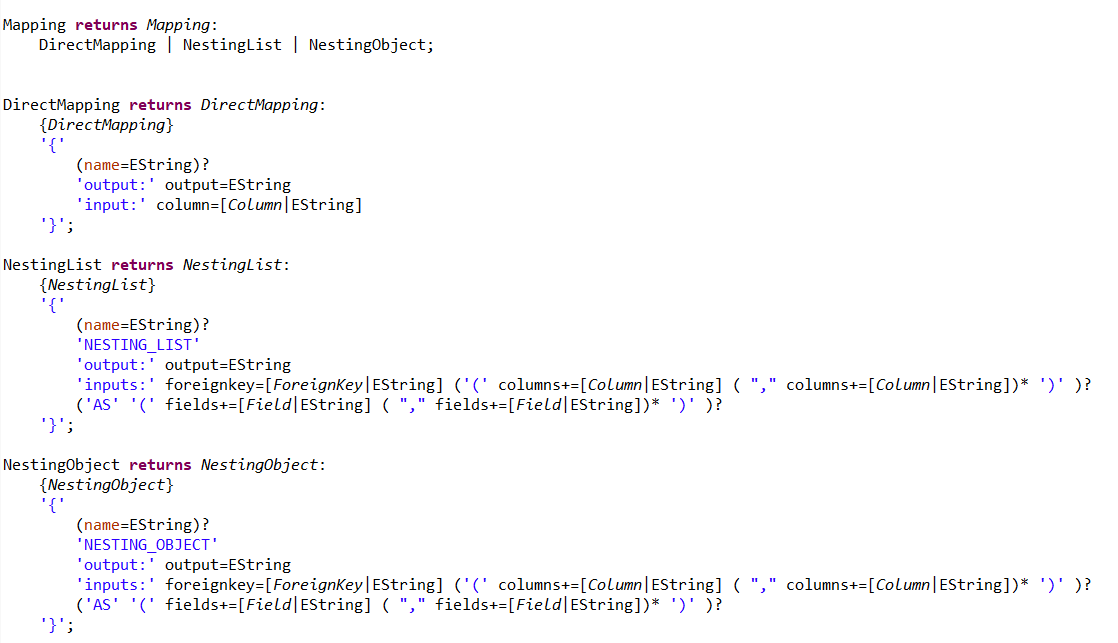 Mapping returns Mapping:
    DirectMapping | NestingList | NestingObject;
DirectMapping returns DirectMapping:
    {DirectMapping}
    '{'
        (name=EString)?
        'output:' output=EString
        'input:' column=[Column|EString]
    '}';
NestingList returns NestingList:
    {NestingList}
    '{'
        (name=EString)?
        'NESTING_LIST'
        'output:' output=EString
        'inputs:' foreignkey=[ForeignKey|EString] ('(' columns+=[Column|EString] ( "," columns+=[Column|EString])* ')' )?
        ('AS' '(' fields+=[Field|EString] ( "," fields+=[Field|EString])* ')' )?
    '}';
NestingObject returns NestingObject:
    {NestingObject}
    '{'
        (name=EString)?
        'NESTING_OBJECT'
        'output:' output=EString
        'inputs:' foreignkey=[ForeignKey|EString] ('(' columns+=[Column|EString] ( "," columns+=[Column|EString])* ')' )?
        ('AS' '(' fields+=[Field|EString] ( "," fields+=[Field|EString])* ')' )?
    '}';